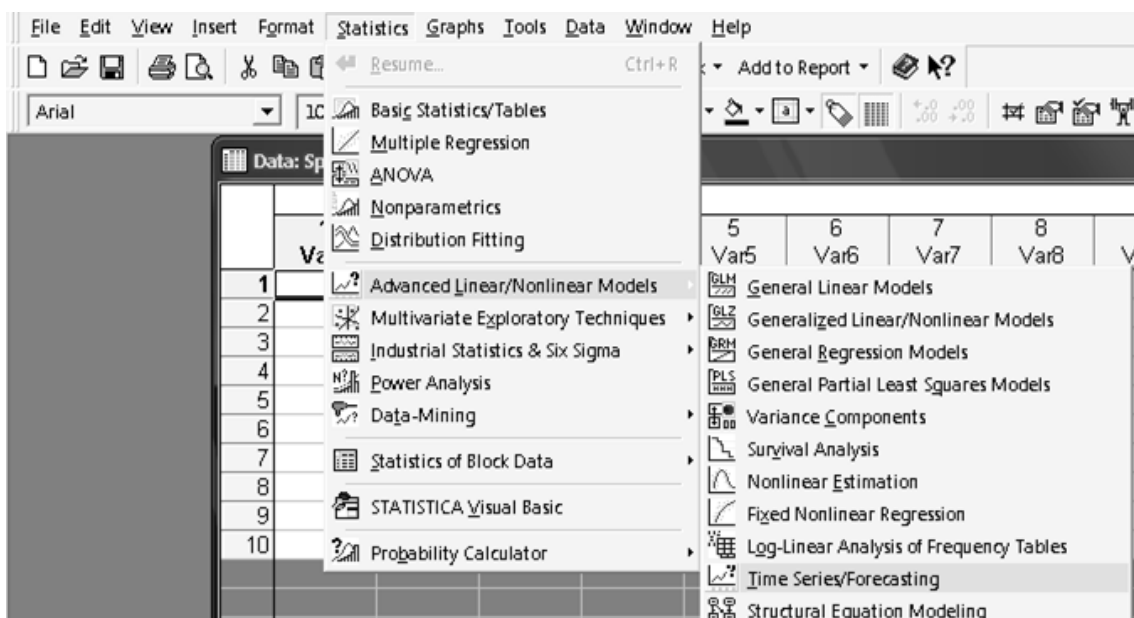 File Edit View Insert Format Statistics Graphs Tools Data Window Help
Resume... Ctrl+R
Add to Report
Arial
10
Basic Statistics/Tables
Multiple Regression
ANOVA
Nonparametrics
Distribution Fitting
Advanced Linear/Nonlinear Models
Multivariate Exploratory Techniques
Industrial Statistics & Six Sigma
Power Analysis
Data-Mining
Statistics of Block Data
STATISTICA Visual Basic
Probability Calculator
Data: Sp
5 6 7 8
Var5 Var6 Var7 Var8
1
2
3
4
5
6
7
8
9
10
GLM General Linear Models
GLZ Generalized Linear/Nonlinear Models
GRM General Regression Models
PLS General Partial Least Squares Models
Variance Components
Survival Analysis
Nonlinear Estimation
Fixed Nonlinear Regression
Log-Linear Analysis of Frequency Tables
Time Series/Forecasting
Structural Equation Modeling